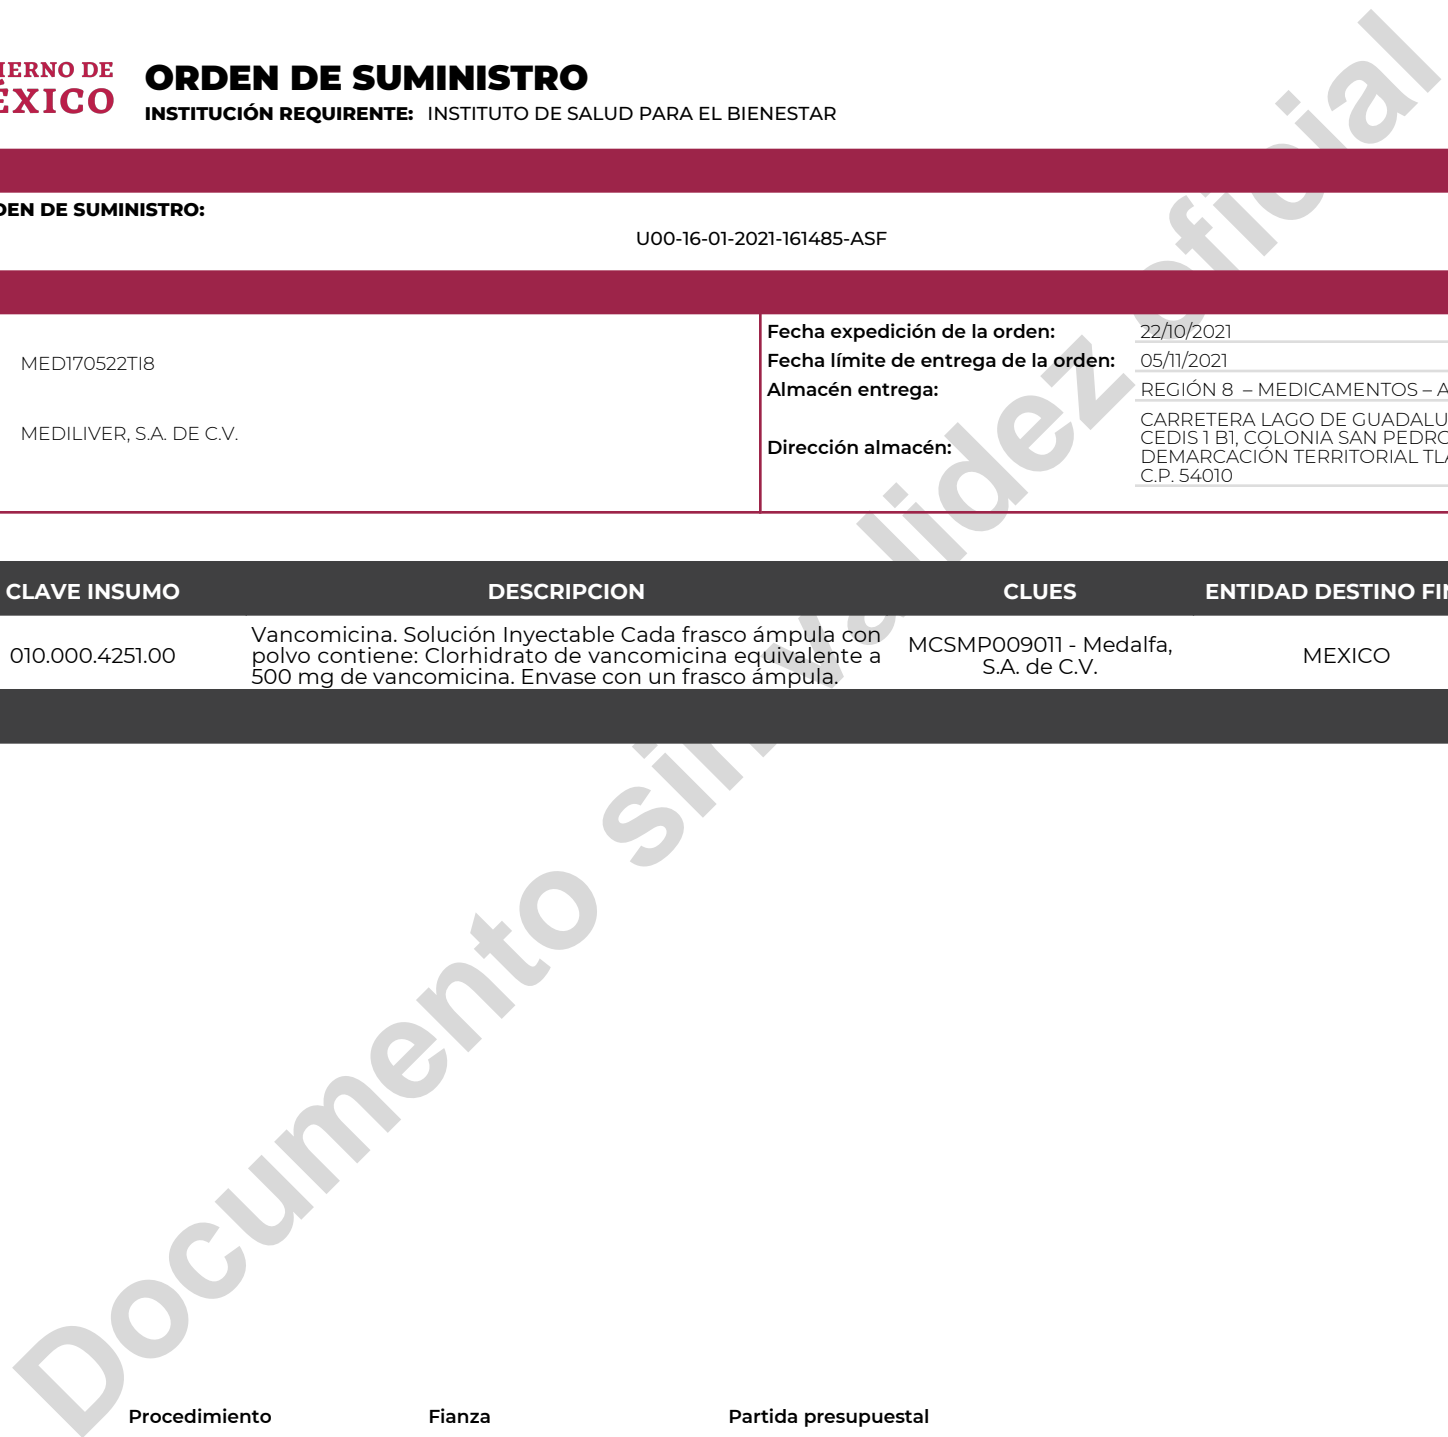 IERNO DE
ÉXICO
ORDEN DE SUMINISTRO
INSTITUCIÓN REQUIRENTE: INSTITUTO DE SALUD PARA EL BIENESTAR
DEN DE SUMINISTRO:
U00-16-01-2021-161485-ASF
MED170522TI8
MEDILIVER, S.A. DE C.V.
Fecha expedición de la orden: 22/10/2021
Fecha límite de entrega de la orden: 05/11/2021
Almacén entrega: REGIÓN 8 – MEDICAMENTOS – A
Dirección almacén:
CARRETERA LAGO DE GUADALU
CEDIS 1 B1, COLONIA SAN PEDRO
DEMARCACIÓN TERRITORIAL TLA
C.P. 54010
CLAVE INSUMO DESCRIPCION CLUES ENTIDAD DESTINO FIN
010.000.4251.00
Vancomicina. Solución Inyectable Cada frasco ámpula con
polvo contiene: Clorhidrato de vancomicina equivalente a
500 mg de vancomicina. Envase con un frasco ámpula.
MCSMP009011 - Medalfa,
S.A. de C.V.
MEXICO
Documento sin validez oficial
Procedimiento Fianza Partida presupuestal